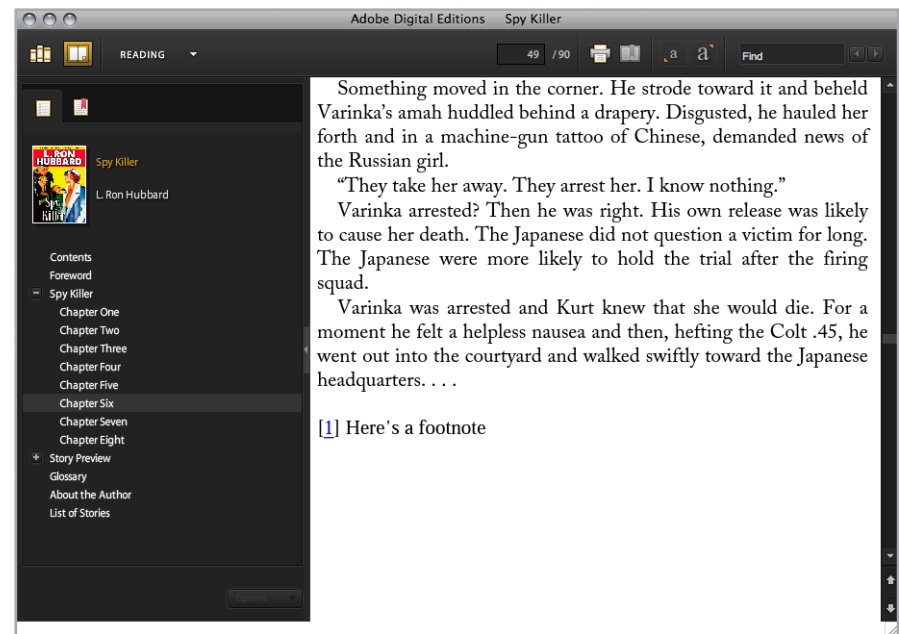 Adobe Digital Editions Spy Killer
READING
49 /90
a
a
Find
L. RON
HUBBARD
Spy
Killer
Spy Killer
L. Ron Hubbard
Contents
Foreword
Spy Killer
Chapter One
Chapter Two
Chapter Three
Chapter Four
Chapter Five
Chapter Six
Chapter Seven
Chapter Eight
Story Preview
Glossary
About the Author
List of Stories
Options
Something moved in the corner. He strode toward it and beheld
Varinka’s amah huddled behind a drapery. Disgusted, he hauled her
forth and in a machine-gun tattoo of Chinese, demanded news of
the Russian girl.
“They take her away. They arrest her. I know nothing.”
Varinka arrested? Then he was right. His own release was likely
to cause her death. The Japanese did not question a victim for long.
The Japanese were more likely to hold the trial after the firing
squad.
Varinka was arrested and Kurt knew that she would die. For a
moment he felt a helpless nausea and then, hefting the Colt .45, he
went out into the courtyard and walked swiftly toward the Japanese
headquarters. . . .
[1] Here’s a footnote